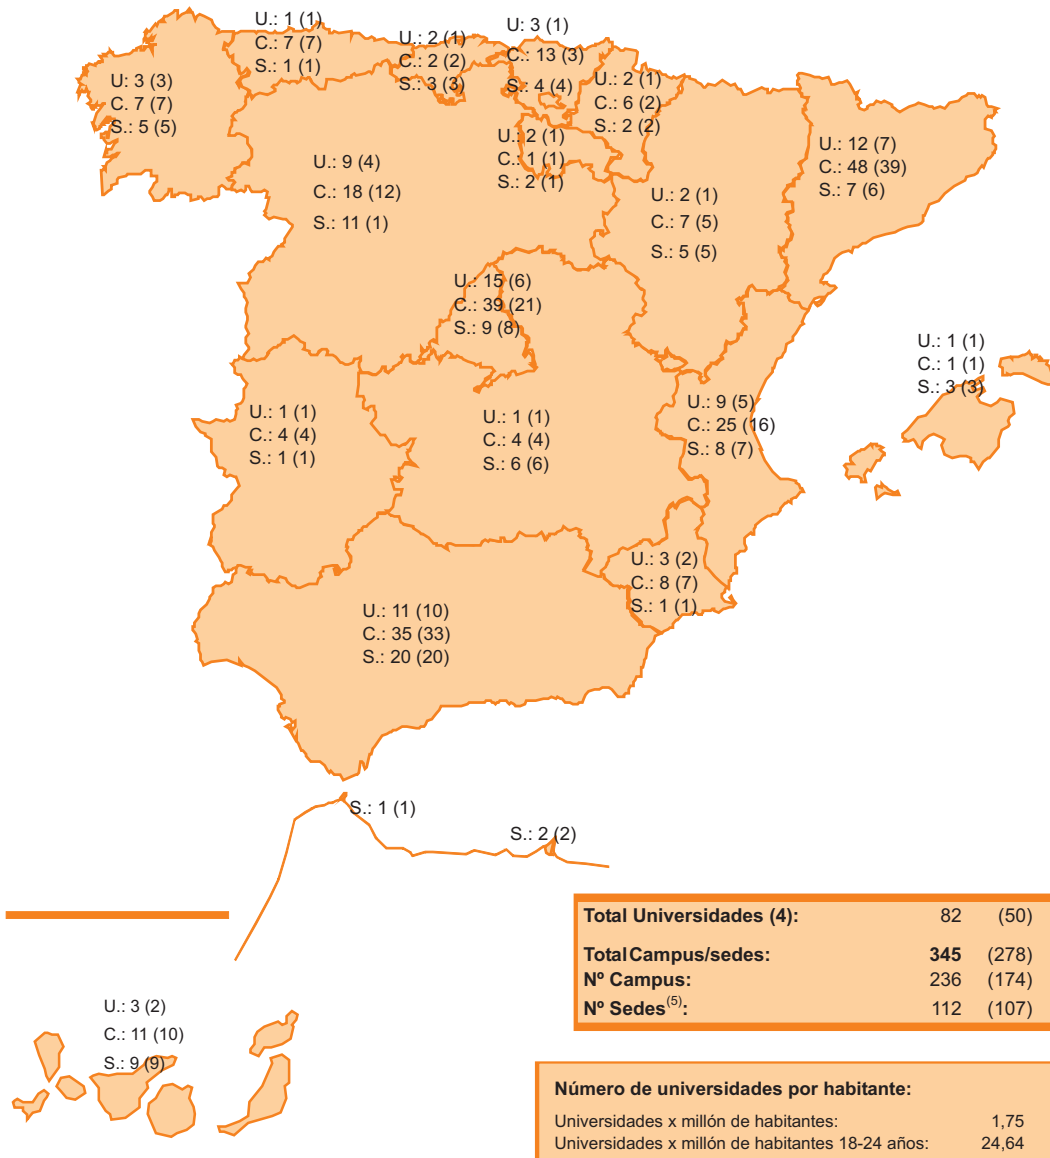 U.: 1 (1)
C.: 7 (7)
S.: 1 (1)
U.: 2 (1)
C.: 2 (2)
S.: 3 (3)
U: 3 (1)
C.: 13 (3)
S.: 4 (4)
U: 3 (3)
C. 7 (7)
S.: 5 (5)
U.: 2 (1)
C.: 6 (2)
S.: 2 (2)
U.: 2 (1)
C.: 1 (1)
S.: 2 (1)
U.: 12 (7)
C.: 48 (39)
S.: 7 (6)
U.: 9 (4)
C.: 18 (12)
S.: 11 (1)
U.: 2 (1)
C.: 7 (5)
S.: 5 (5)
U.: 15 (6)
C.: 39 (21)
S.: 9 (8)
U.: 1 (1)
C.: 1 (1)
S.: 3 (3)
U.: 1 (1)
C.: 4 (4)
S.: 1 (1)
U.: 1 (1)
C.: 4 (4)
S.: 6 (6)
U.: 9 (5)
C.: 25 (16)
S.: 8 (7)
U.: 3 (2)
C.: 8 (7)
S.: 1 (1)
U.: 11 (10)
C.: 35 (33)
S.: 20 (20)
S.: 1 (1)
S.: 2 (2)
U.: 3 (2)
C.: 11 (10)
S.: 9 (9)
Total Universidades (4): 82 (50)
Total Campus/sedes: 345 (278)
Nº Campus: 236 (174)
Nº Sedes(5): 112 (107)
Número de universidades por habitante:
Universidades x millón de habitantes: 1,75
Universidades x millón de habitantes 18-24 años: 24,64